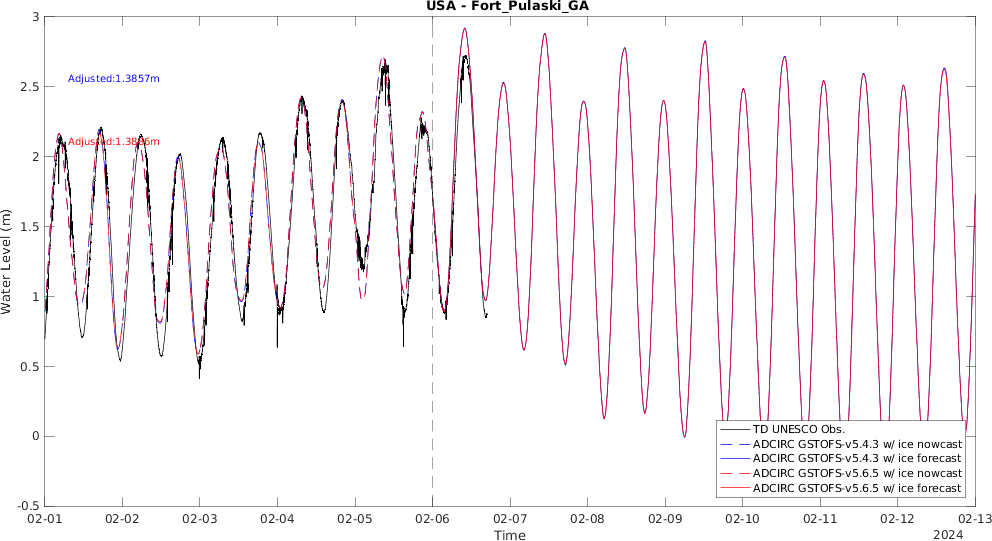 USA - Fort_Pulaski_GA
3
Adjusted:1.3857m
2.5
2
1.5
1
0.5
0
-0.5
Water Level (m)
TD UNESCO Obs.
ADCIRC GSTOFS-v5.4.3 w/ ice nowcast
ADCIRC GSTOFS-v5.4.3 w/ ice forecast
ADCIRC GSTOFS-v5.6.5 w/ ice nowcast
ADCIRC GSTOFS-v5.6.5 w/ ice forecast
02-01 02-02 02-03 02-04 02-05 02-06 02-07 02-08 02-09 02-10 02-11 02-12 02-13
Time
2024